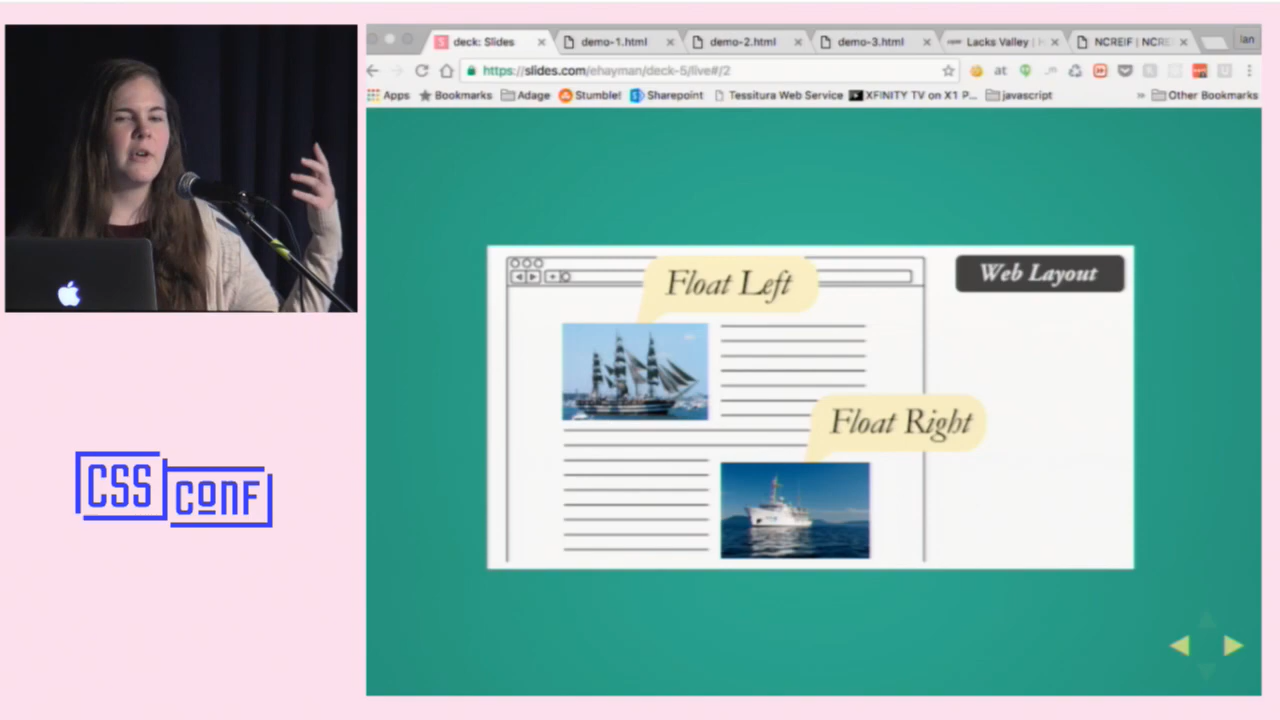 deck: Slides
demo-1.html
demo-2.html
demo-3.html
Lacks Valley
NCREIF | NCRE
Ian
https://slides.com/ehayman/deck-5/live#/2
at
Apps
Bookmarks
Adage
Stumble!
Sharepoint
Tessitura Web Service
XFINITY TV on X1 P...
javascript
»
Other Bookmarks
Float Left
Web Layout
Float Right
CSS
CONF